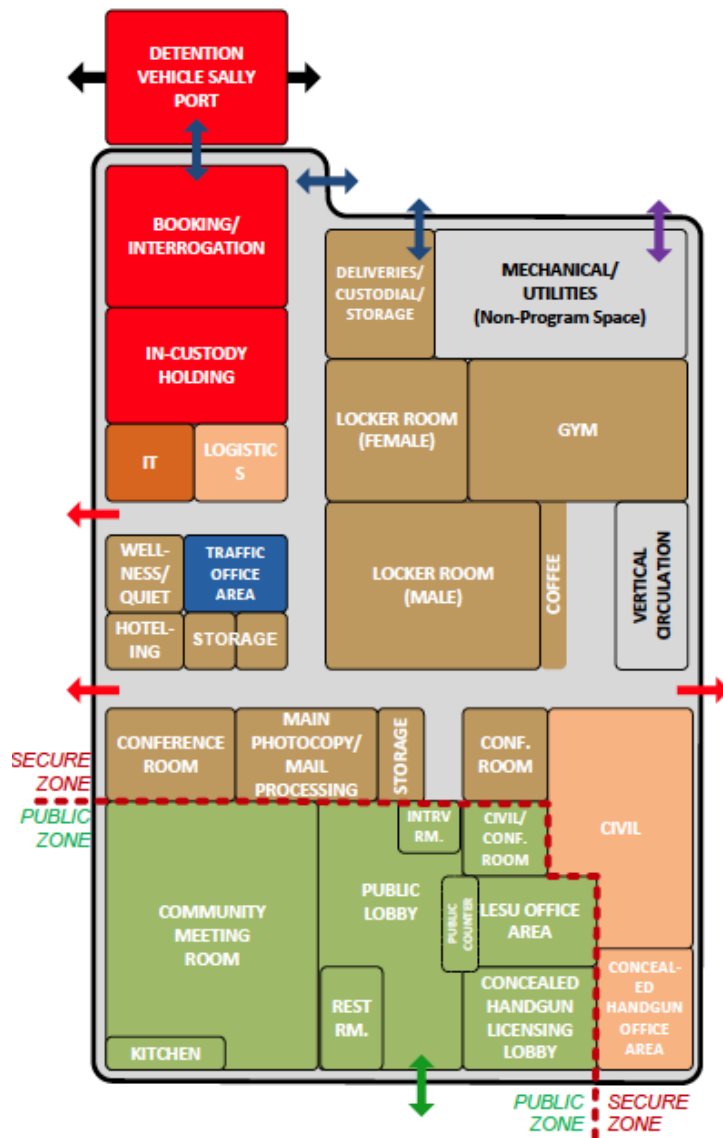 DETENTION
VEHICLE SALLY
PORT
BOOKING/
INTERROGATION
DELIVERIES/
CUSTODIAL/
STORAGE
MECHANICAL/
UTILITIES
(Non-Program Space)
IN-CUSTODY
HOLDING
LOCKER ROOM
(FEMALE)
GYM
IT
LOGISTIC
S
WELL-
NESS/
QUIET
TRAFFIC
OFFICE
AREA
LOCKER ROOM
(MALE)
COFFEE
VERTICAL
CIRCULATION
HOTEL-
ING
STORAGE
CONFERENCE
ROOM
MAIN
PHOTOCOPY/
MAIL
PROCESSING
STORAGE
CONF.
ROOM
SECURE
ZONE
PUBLIC
ZONE
CIVIL
INTRV
RM.
CIVIL/
CONF.
ROOM
COMMUNITY
MEETING
ROOM
PUBLIC
LOBBY
PUBLIC
COUNTER
LESU OFFICE
AREA
REST
RM.
CONCEALED
HANDGUN
LICENSING
LOBBY
CONCEAL-
ED
HANDGUN
OFFICE
AREA
KITCHEN
PUBLIC
ZONE
SECURE
ZONE